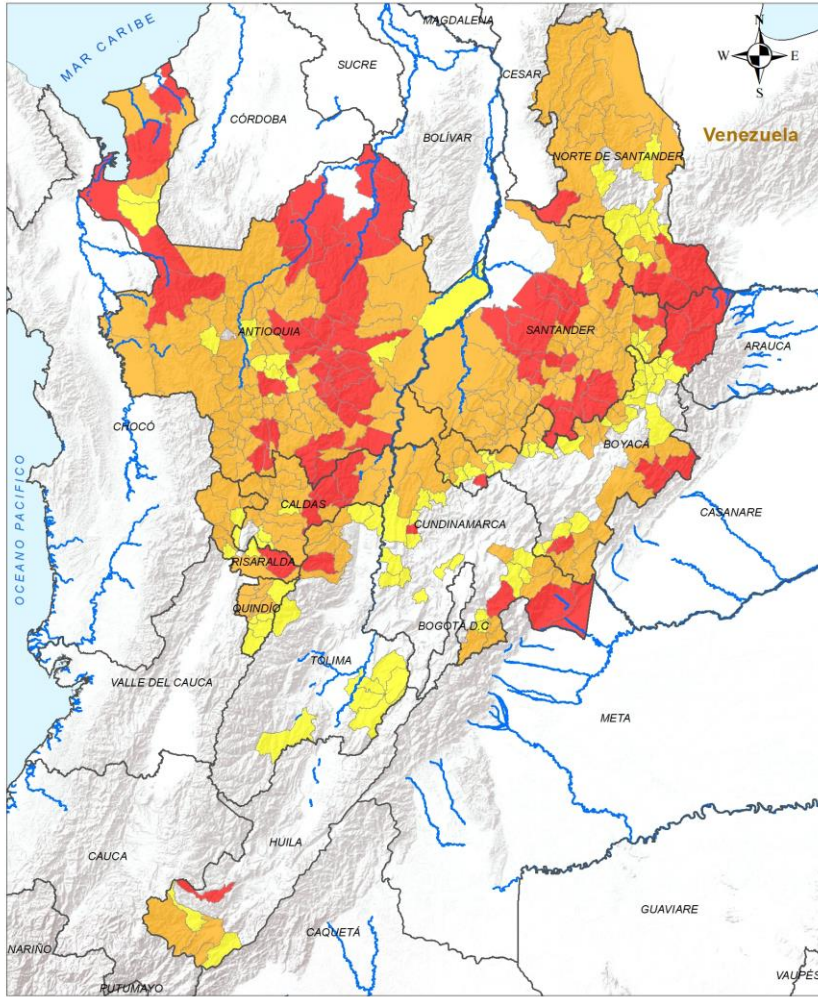 MAGDALENA
N
MAR CARIBE
SUCRE
CESAR
W
E
S
CÓRDOBA
BOLÍVAR
Venezuela
NORTE DE SANTANDER
ANTIOQUIA
SANTANDER
ARAUCA
CHOCÓ
BOYACÁ
OCEANO PACIFICO
CALDAS
CUNDINAMARCA
CASANARE
RISARALDA
QUINDÍO
BOGOTÁ D.C
TOLIMA
VALLE DEL CAUCA
META
HUILA
CAUCA
GUAVIARE
CAQUETÁ
NARIÑO
PUTUMAYO
VAUPÉS